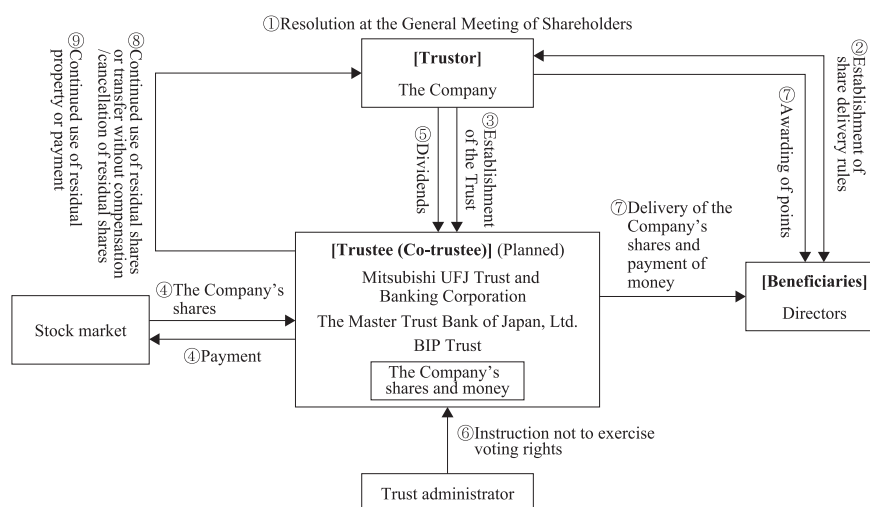 ①Resolution at the General Meeting of Shareholders
[Trustor]
The Company
⑨Continued use of residual
property or payment
⑧Continued use of residual shares
or transfer without compensation
/cancellation of residual shares
⑤Dividends
③Establishment
of the Trust
⑦Awarding of points
②Establishment of
share delivery rules
[Trustee (Co-trustee)] (Planned)
Mitsubishi UFJ Trust and
Banking Corporation
The Master Trust Bank of Japan, Ltd.
BIP Trust
The Company's
shares and money
⑦Delivery of the
Company's
shares and
payment of
money
[Beneficiaries]
Directors
Stock market
④The Company's
shares
④Payment
⑥Instruction not to exercise
voting rights
Trust administrator